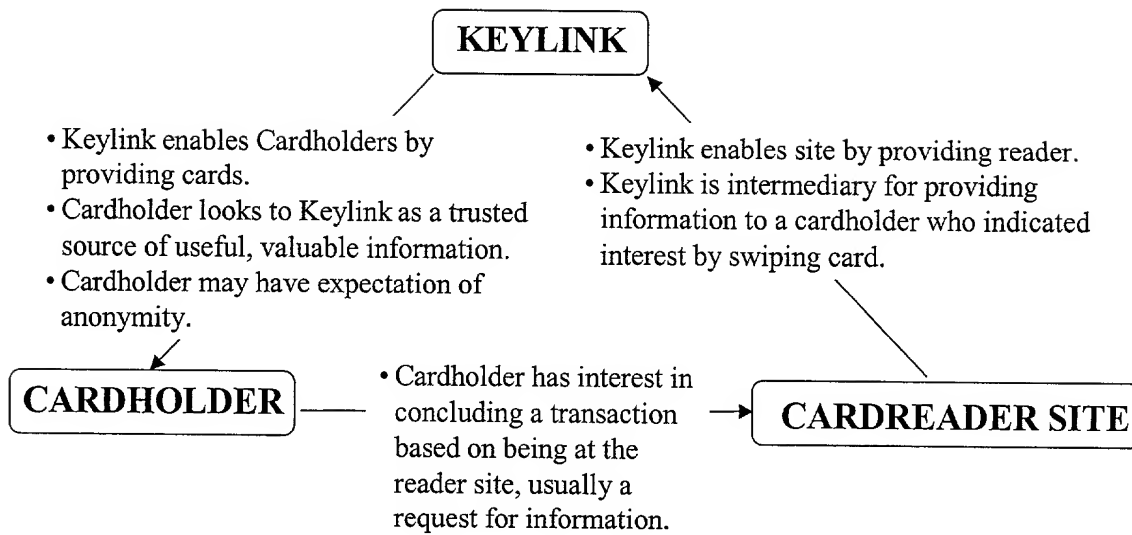 KEYLINK
• Keylink enables Cardholders by
providing cards.
• Cardholder looks to Keylink as a trusted
source of useful, valuable information.
• Cardholder may have expectation of
anonymity.
• Keylink enables site by providing reader.
• Keylink is intermediary for providing
information to a cardholder who indicated
interest by swiping card.
CARDHOLDER
• Cardholder has interest in
concluding a transaction
based on being at the
reader site, usually a
request for information.
CARDREADER SITE